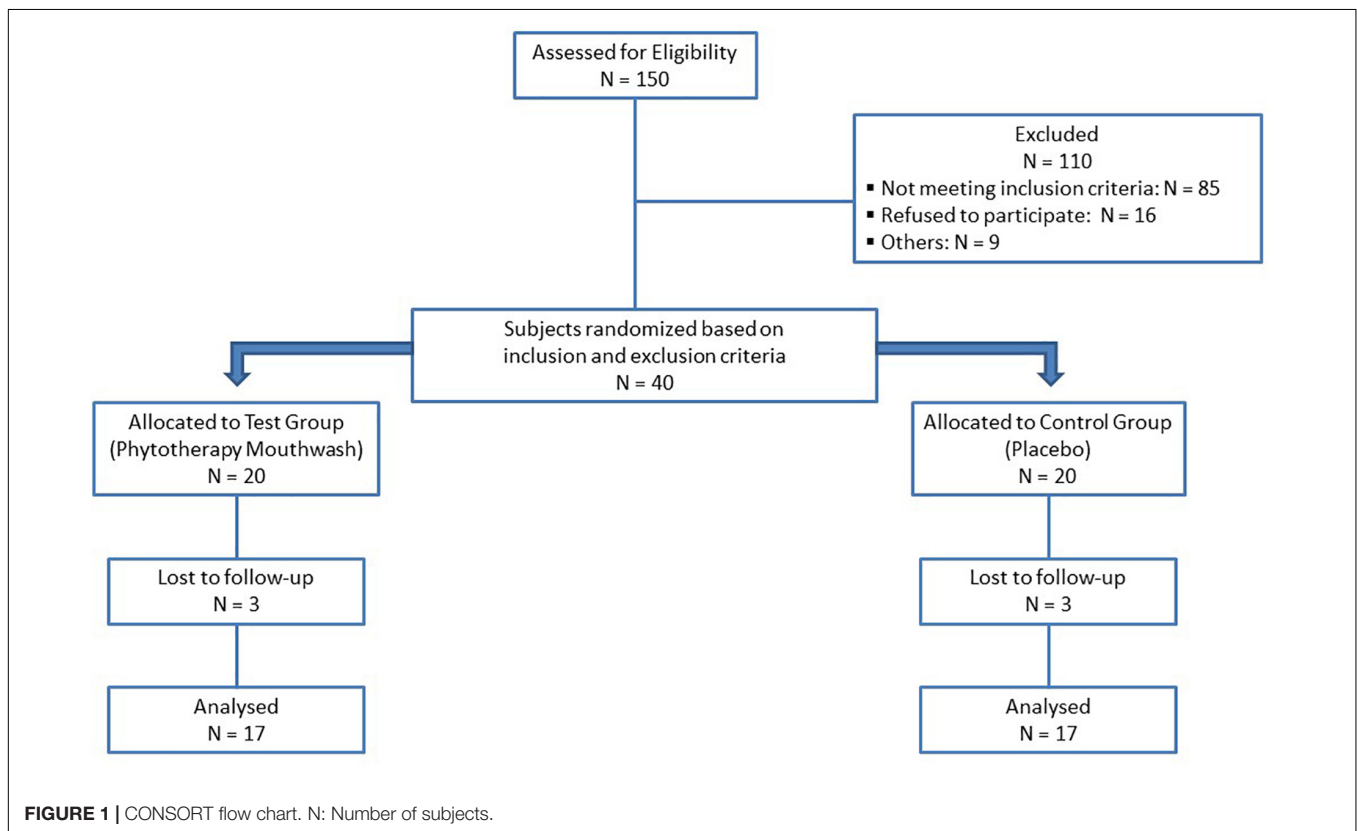 Assessed for Eligibility
N = 150
Excluded
N = 110
▪ Not meeting inclusion criteria: N = 85
▪ Refused to participate: N = 16
▪ Others: N = 9
Subjects randomized based on
inclusion and exclusion criteria
N = 40
Allocated to Test Group
(Phytotherapy Mouthwash)
N = 20
Allocated to Control Group
(Placebo)
N = 20
Lost to follow-up
N = 3
Lost to follow-up
N = 3
Analysed
N = 17
Analysed
N = 17
FIGURE 1 | CONSORT flow chart. N: Number of subjects.